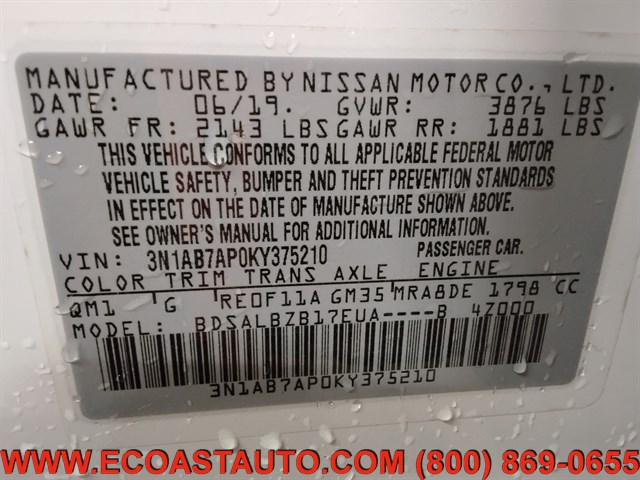 MANUFACTURED BY NISSAN MOTOR CO., LTD.
DATE: 06/19. GVWR: 3876 LBS
GAWR FR: 2143 LBS GAWR RR: 1881 LBS
THIS VEHICLE CONFORMS TO ALL APPLICABLE FEDERAL MOTOR
VEHICLE SAFETY, BUMPER AND THEFT PREVENTION STANDARDS
IN EFFECT ON THE DATE OF MANUFACTURE SHOWN ABOVE.
SEE OWNER'S MANUAL FOR ADDITIONAL INFORMATION.
VIN: 3N1AB7AP0KY375210 PASSENGER CAR.
COLOR TRIM TRANS AXLE ENGINE
QM1 G RE0F11A GM35 MRA8DE 1798 CC
MODEL: BDSALBZB17EUA----B 4Z000
3N1AB7AP0KY375210
WWW.ECOASTAUTO.COM (800) 869-0655